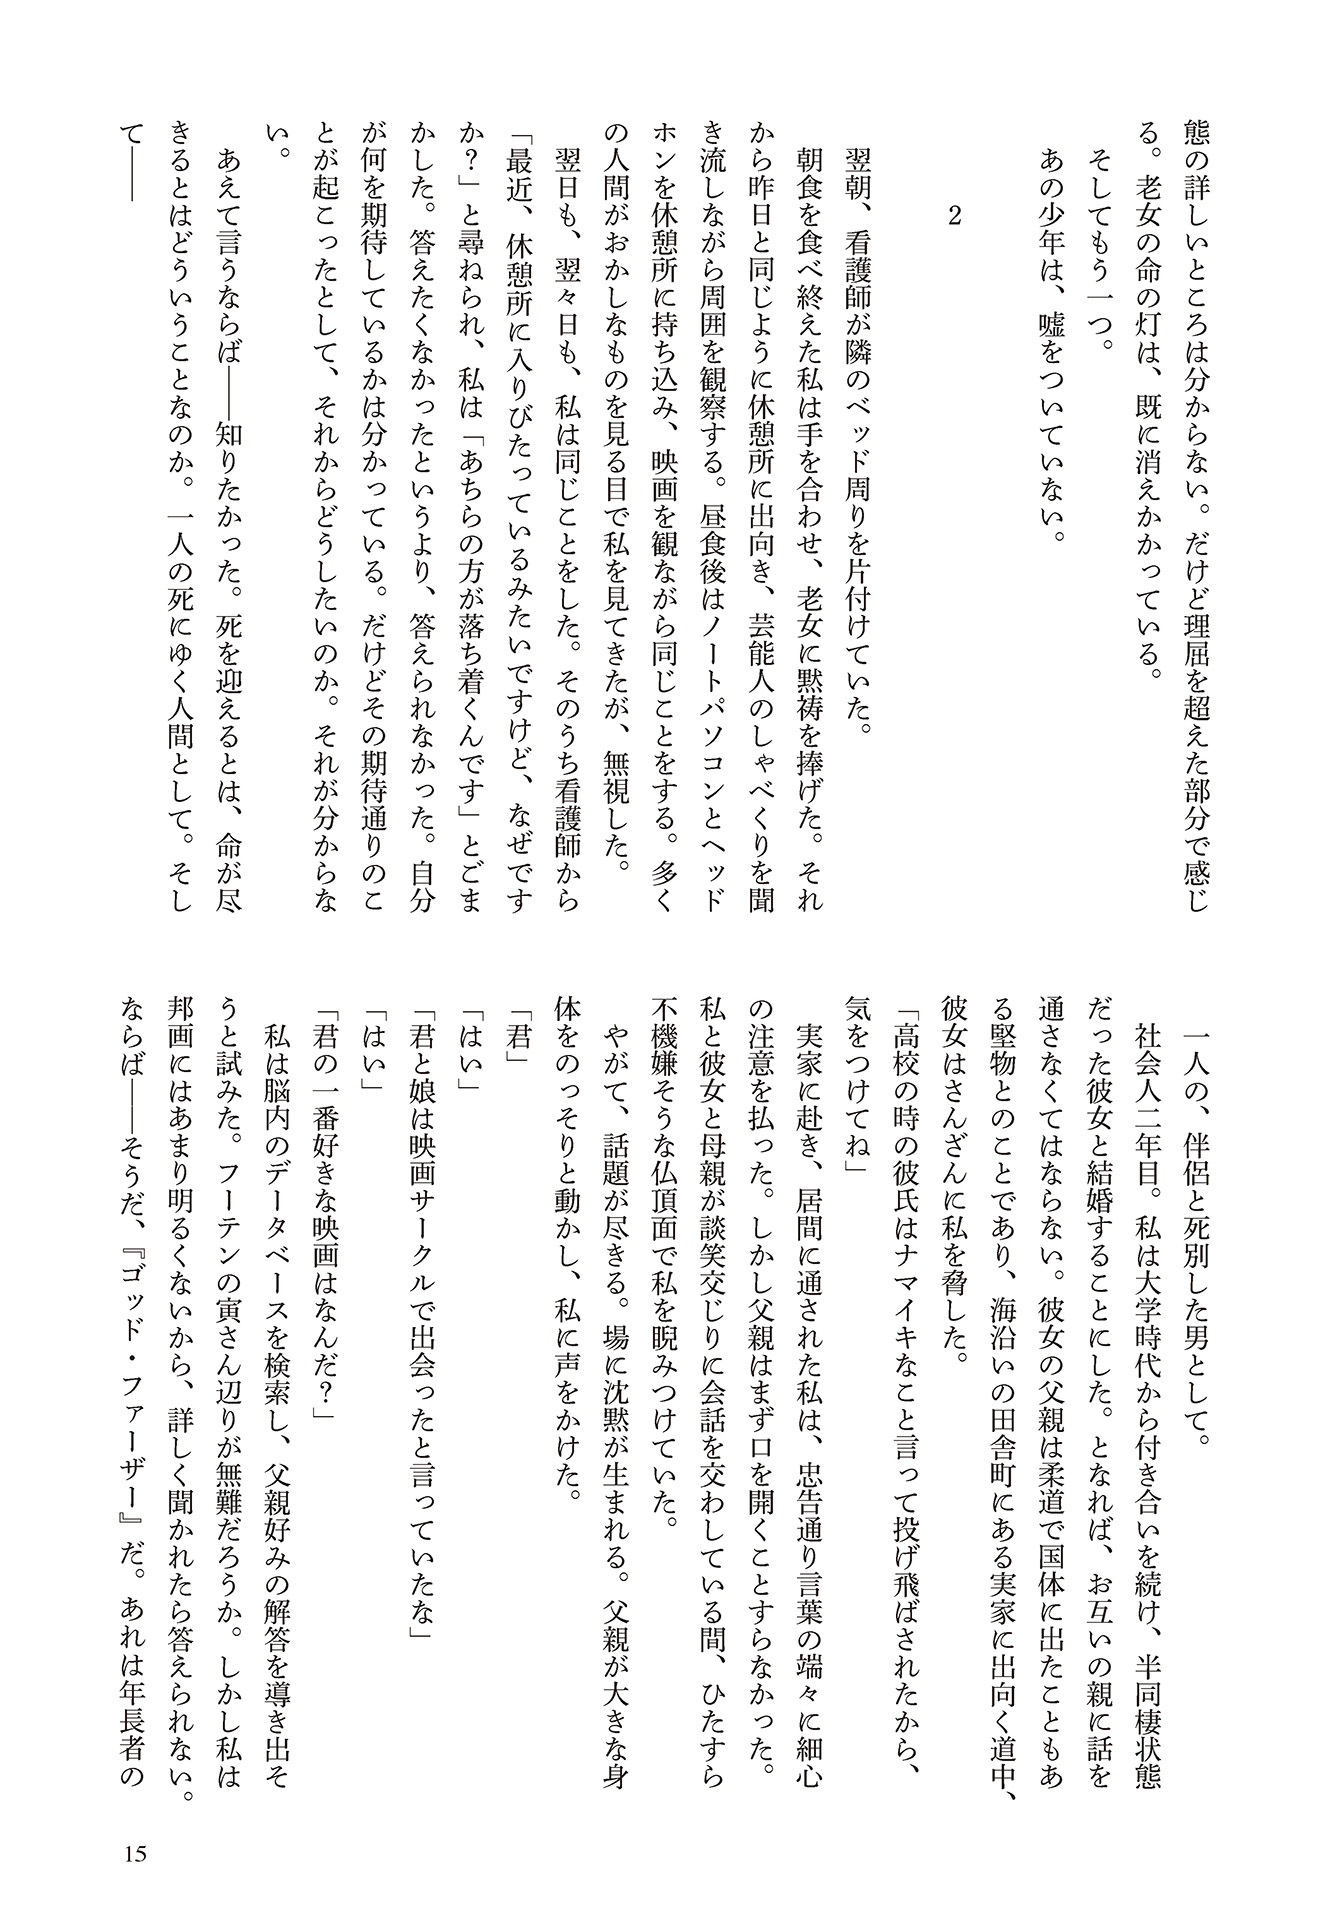 態の詳しいところは分からない。だけど理屈を超えた部分で感じ
る。老女の命の灯は、既に消えかかっている。
　そしてもう一つ。
　あの少年は、嘘をついていない。
2
　翌朝、看護師が隣のベッド周りを片付けていた。
　朝食を食べ終えた私は手を合わせ、老女に黙祷を捧げた。それ
から昨日と同じように休憩所に出向き、芸能人のしゃべくりを聞
き流しながら周囲を観察する。昼食後はノートパソコンとヘッド
ホンを休憩所に持ち込み、映画を観ながら同じことをする。多く
の人間がおかしなものを見る目で私を見てきたが、無視した。
　翌日も、翌々日も、私は同じことをした。そのうち看護師から
「最近、休憩所に入りびたっているみたいですけど、なぜです
か？」と尋ねられ、私は「あちらの方が落ち着くんです」とごま
かした。答えたくなかったというより、答えられなかった。自分
が何を期待しているかは分かっている。だけどその期待通りのこ
とが起こったとして、それからどうしたいのか。それが分からな
い。
　あえて言うならば――知りたかった。死を迎えるとは、命が尽
きるとはどういうことなのか。一人の死にゆく人間として。そし
て――
　一人の、伴侶と死別した男として。
　社会人二年目。私は大学時代から付き合いを続け、半同棲状態
だった彼女と結婚することにした。となれば、お互いの親に話を
通さなくてはならない。彼女の父親は柔道で国体に出たこともあ
る堅物とのことであり、海沿いの田舎町にある実家に出向く道中、
彼女はさんざんに私を脅した。
「高校の時の彼氏はナマイキなこと言って投げ飛ばされたから、
気をつけてね」
　実家に赴き、居間に通された私は、忠告通り言葉の端々に細心
の注意を払った。しかし父親はまず口を開くことすらなかった。
私と彼女と母親が談笑交じりに会話を交わしている間、ひたすら
不機嫌そうな仏頂面で私を睨みつけていた。
　やがて、話題が尽きる。場に沈黙が生まれる。父親が大きな身
体をのっそりと動かし、私に声をかけた。
「君」
「はい」
「君と娘は映画サークルで出会ったと言っていたな」
「はい」
「君の一番好きな映画はなんだ？」
　私は脳内のデータベースを検索し、父親好みの解答を導き出そ
うと試みた。フーテンの寅さん辺りが無難だろうか。しかし私は
邦画にはあまり明るくないから、詳しく聞かれたら答えられない。
ならば――そうだ、『ゴッド・ファーザー』だ。あれは年長者の
15